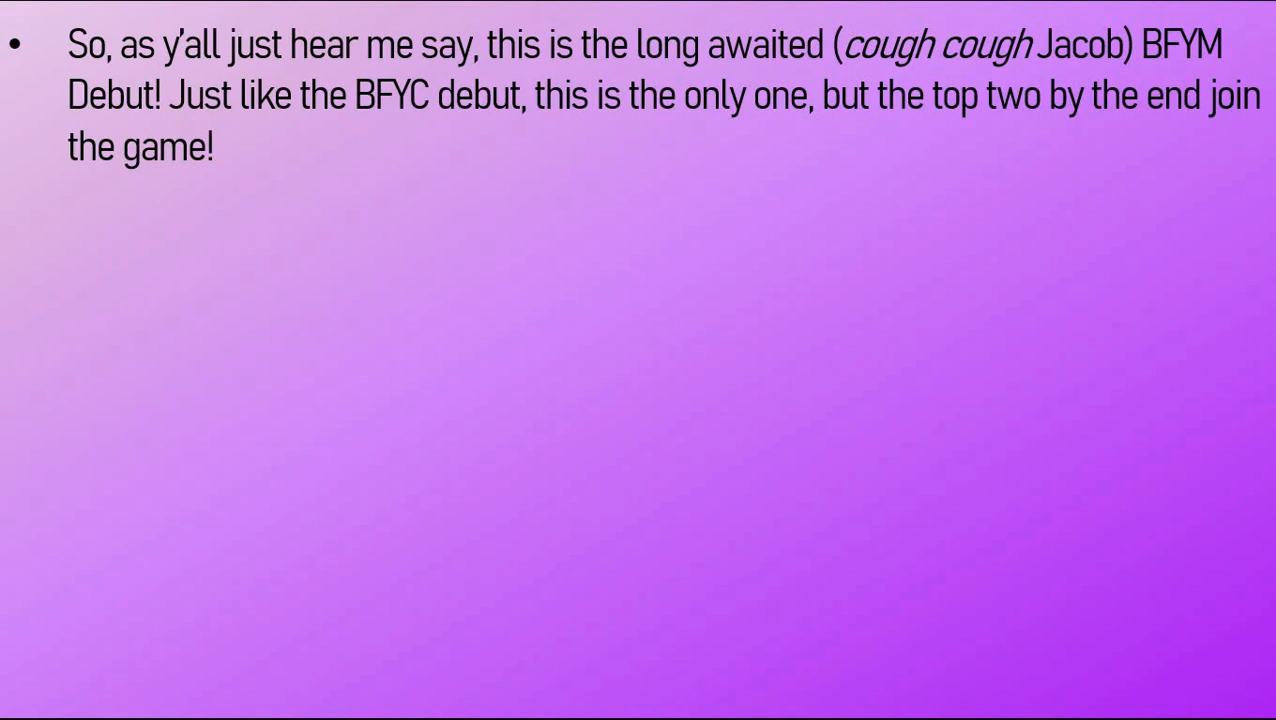 • So, as y'all just hear me say, this is the long awaited (cough cough Jacob) BFYM
Debut! Just like the BFYC debut, this is the only one, but the top two by the end join
the game!